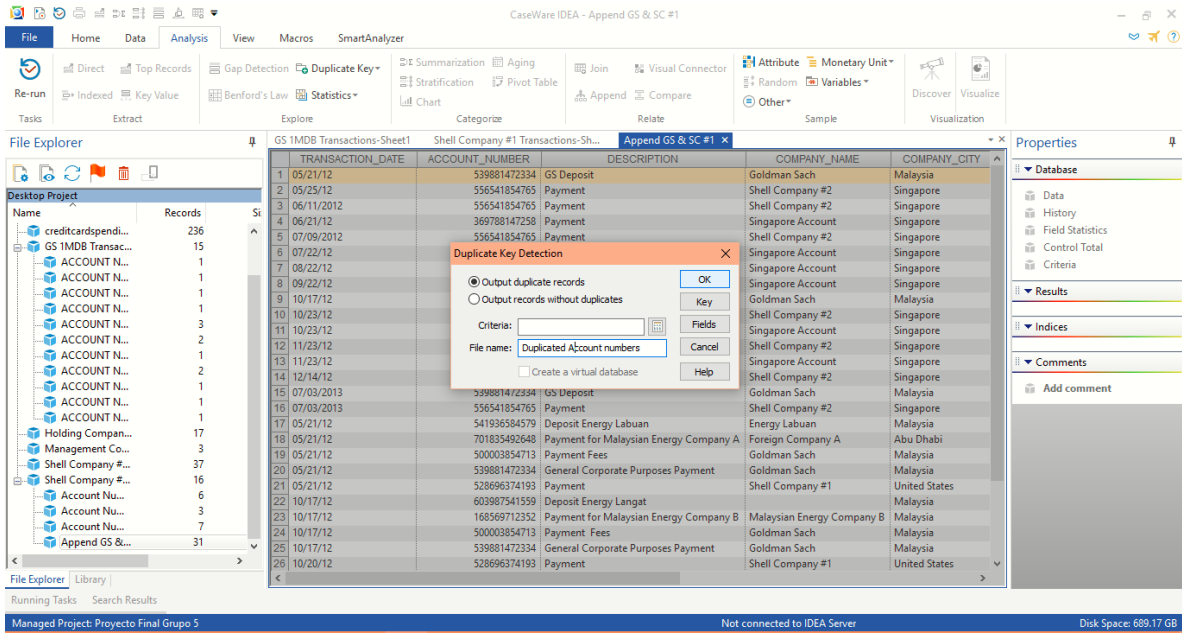 CaseWare IDEA - Append GS & SC #1
File Home Data Analysis View Macros SmartAnalyzer
Re-run
Tasks
Direct Top Records
Indexed Key Value
Extract
Gap Detection Duplicate Key
Benford's Law Statistics
Explore
Summarization Aging
Stratification Pivot Table
Chart
Categorize
Join Visual Connector
Append Compare
Relate
Attribute Monetary Unit
Random Variables
Other
Sample
Discover Visualize
Visualization
File Explorer
Desktop Project
Name Records Si
creditcardspendi... 236
GS 1MDB Transac... 15
ACCOUNT N... 1
ACCOUNT N... 1
ACCOUNT N... 1
ACCOUNT N... 1
ACCOUNT N... 3
ACCOUNT N... 2
ACCOUNT N... 1
ACCOUNT N... 2
ACCOUNT N... 1
ACCOUNT N... 1
ACCOUNT N... 1
Holding Compan... 17
Management Co... 3
Shell Company #... 37
Shell Company #... 16
Account Nu... 6
Account Nu... 3
Account Nu... 7
Append GS &... 31
File Explorer Library
Running Tasks Search Results
GS 1MDB Transactions-Sheet1 Shell Company #1 Transactions-Sh... Append GS & SC #1
TRANSACTION_DATE ACCOUNT_NUMBER DESCRIPTION COMPANY_NAME COMPANY_CITY
1 05/21/12 539881472334 GS Deposit Goldman Sach Malaysia
2 05/25/12 556541854765 Payment Shell Company #2 Singapore
3 06/11/2012 556541854765 Payment Shell Company #2 Singapore
4 06/21/12 369788147258 Payment Singapore Account Singapore
5 07/09/2012 556541854765 Payment Shell Company #2 Singapore
6 07/22/12 Singapore Account Singapore
7 08/22/12 Singapore Account Singapore
8 09/22/12 Singapore Account Singapore
9 10/17/12 Goldman Sach Malaysia
10 10/23/12 Shell Company #2 Singapore
11 10/23/12 Singapore Account Singapore
12 11/23/12 Shell Company #2 Singapore
13 11/23/12 Singapore Account Singapore
14 12/14/12 Shell Company #2 Singapore
15 07/03/2013 539881472334 GS Deposit Goldman Sach Malaysia
16 07/03/2013 556541854765 Payment Shell Company #2 Singapore
17 05/21/12 541936584579 Deposit Energy Labuan Energy Labuan Malaysia
18 05/21/12 701835492648 Payment for Malaysian Energy Company A Foreign Company A Abu Dhabi
19 05/21/12 500003854713 Payment Fees Goldman Sach Malaysia
20 05/21/12 539881472334 General Corporate Purposes Payment Goldman Sach Malaysia
21 05/21/12 528696374193 Payment Shell Company #1 United States
22 10/17/12 603987541559 Deposit Energy Langat Malaysia
23 10/17/12 168569712352 Payment for Malaysian Energy Company B Malaysian Energy Company B Malaysia
24 10/17/12 500003854713 Payment Fees Goldman Sach Malaysia
25 10/17/12 539881472334 General Corporate Purposes Payment Goldman Sach Malaysia
26 10/20/12 528696374193 Payment Shell Company #1 United States
Duplicate Key Detection
Output duplicate records
Output records without duplicates
Criteria:
File name: Duplicated Account numbers
Create a virtual database
OK
Key
Fields
Cancel
Help
Properties
Database
Data
History
Field Statistics
Control Total
Criteria
Results
Indices
Comments
Add comment
Managed Project: Proyecto Final Grupo 5 Not connected to IDEA Server Disk Space: 689.17 GB